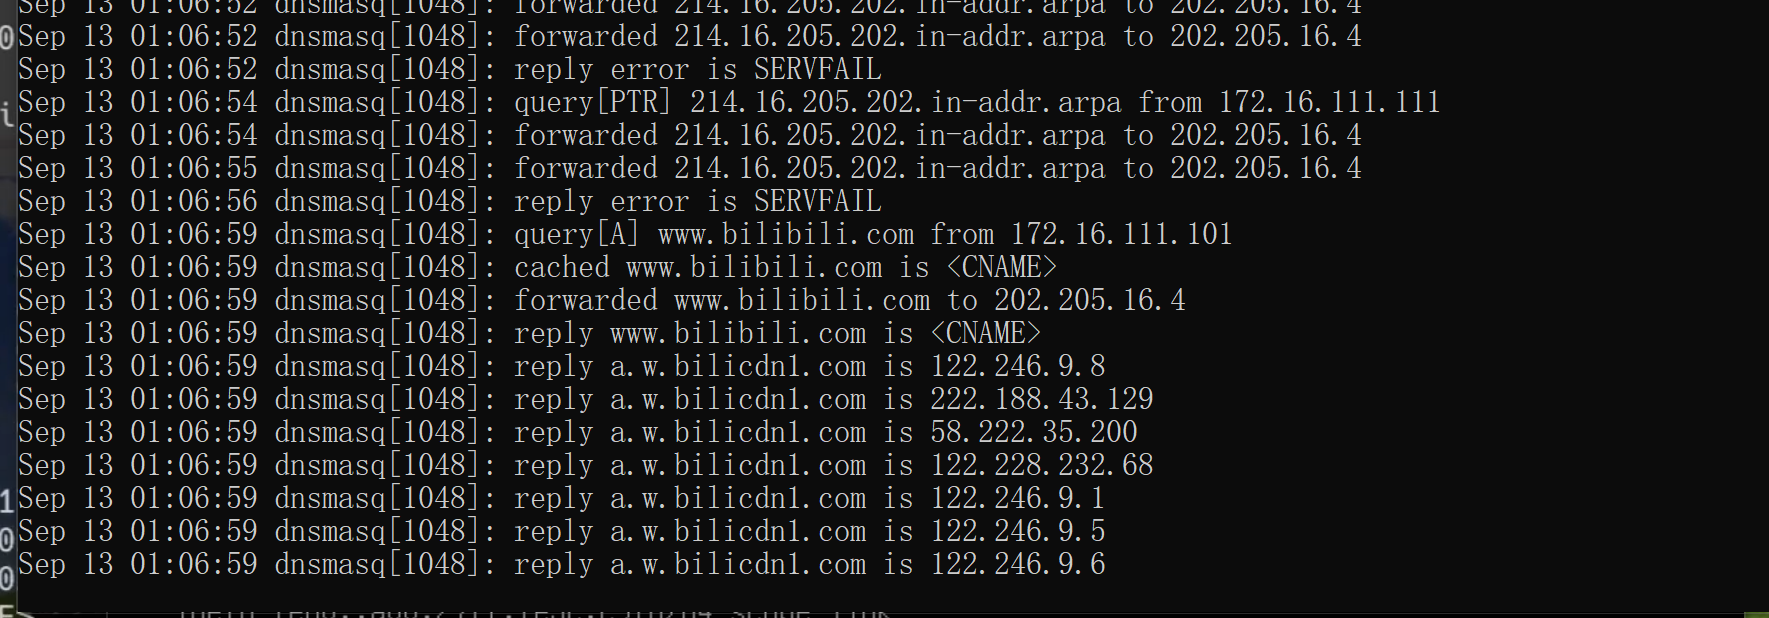 Sep 13 01:06:52 dnsmasq[1048]: forwarded 214.16.205.202.in-addr.arpa to 202.205.16.4
Sep 13 01:06:52 dnsmasq[1048]: forwarded 214.16.205.202.in-addr.arpa to 202.205.16.4
Sep 13 01:06:52 dnsmasq[1048]: reply error is SERVFAIL
Sep 13 01:06:54 dnsmasq[1048]: query[PTR] 214.16.205.202.in-addr.arpa from 172.16.111.111
Sep 13 01:06:54 dnsmasq[1048]: forwarded 214.16.205.202.in-addr.arpa to 202.205.16.4
Sep 13 01:06:55 dnsmasq[1048]: forwarded 214.16.205.202.in-addr.arpa to 202.205.16.4
Sep 13 01:06:56 dnsmasq[1048]: reply error is SERVFAIL
Sep 13 01:06:59 dnsmasq[1048]: query[A] www.bilibili.com from 172.16.111.101
Sep 13 01:06:59 dnsmasq[1048]: cached www.bilibili.com is <CNAME>
Sep 13 01:06:59 dnsmasq[1048]: forwarded www.bilibili.com to 202.205.16.4
Sep 13 01:06:59 dnsmasq[1048]: reply www.bilibili.com is <CNAME>
Sep 13 01:06:59 dnsmasq[1048]: reply a.w.bilicdn1.com is 122.246.9.8
Sep 13 01:06:59 dnsmasq[1048]: reply a.w.bilicdn1.com is 222.188.43.129
Sep 13 01:06:59 dnsmasq[1048]: reply a.w.bilicdn1.com is 58.222.35.200
Sep 13 01:06:59 dnsmasq[1048]: reply a.w.bilicdn1.com is 122.228.232.68
Sep 13 01:06:59 dnsmasq[1048]: reply a.w.bilicdn1.com is 122.246.9.1
Sep 13 01:06:59 dnsmasq[1048]: reply a.w.bilicdn1.com is 122.246.9.5
Sep 13 01:06:59 dnsmasq[1048]: reply a.w.bilicdn1.com is 122.246.9.6